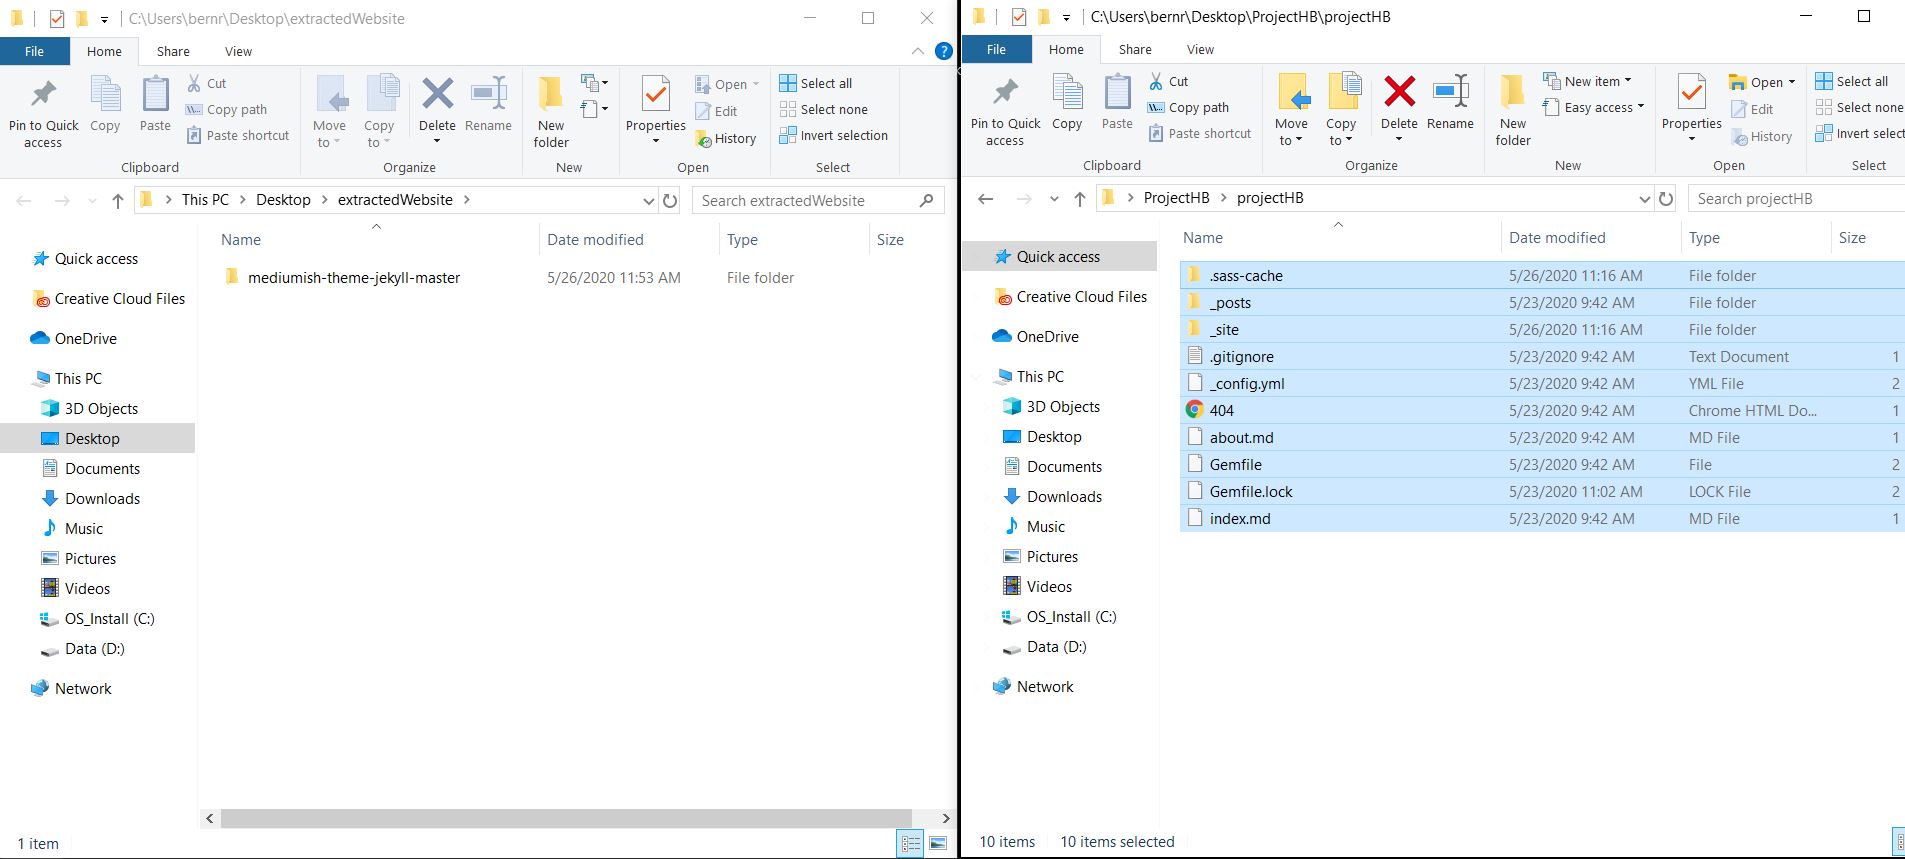 C:\Users\bernr\Desktop\extractedWebsite
File Home Share View
Pin to Quick access
Copy
Paste
Cut
Copy path
Paste shortcut
Clipboard
Move to
Copy to
Delete
Rename
Organize
New folder
New
Properties
Open
Edit
History
Open
Select all
Select none
Invert selection
Select
This PC > Desktop > extractedWebsite >
Search extractedWebsite
Name Date modified Type Size
mediumish-theme-jekyll-master 5/26/2020 11:53 AM File folder
Quick access
Creative Cloud Files
OneDrive
This PC
3D Objects
Desktop
Documents
Downloads
Music
Pictures
Videos
OS_Install (C:)
Data (D:)
Network
1 item
C:\Users\bernr\Desktop\ProjectHB\projectHB
File Home Share View
Pin to Quick access
Copy
Paste
Cut
Copy path
Paste shortcut
Clipboard
Move to
Copy to
Delete
Rename
Organize
New folder
New item
Easy access
New
Properties
Open
Edit
History
Open
Select all
Select none
Invert select
Select
ProjectHB > projectHB
Search projectHB
Name Date modified Type Size
.sass-cache 5/26/2020 11:16 AM File folder
_posts 5/23/2020 9:42 AM File folder
_site 5/26/2020 11:16 AM File folder
.gitignore 5/23/2020 9:42 AM Text Document 1
_config.yml 5/23/2020 9:42 AM YML File 2
404 5/23/2020 9:42 AM Chrome HTML Do... 1
about.md 5/23/2020 9:42 AM MD File 1
Gemfile 5/23/2020 9:42 AM File 2
Gemfile.lock 5/23/2020 11:02 AM LOCK File 2
index.md 5/23/2020 9:42 AM MD File 1
Quick access
Creative Cloud Files
OneDrive
This PC
3D Objects
Desktop
Documents
Downloads
Music
Pictures
Videos
OS_Install (C:)
Data (D:)
Network
10 items 10 items selected